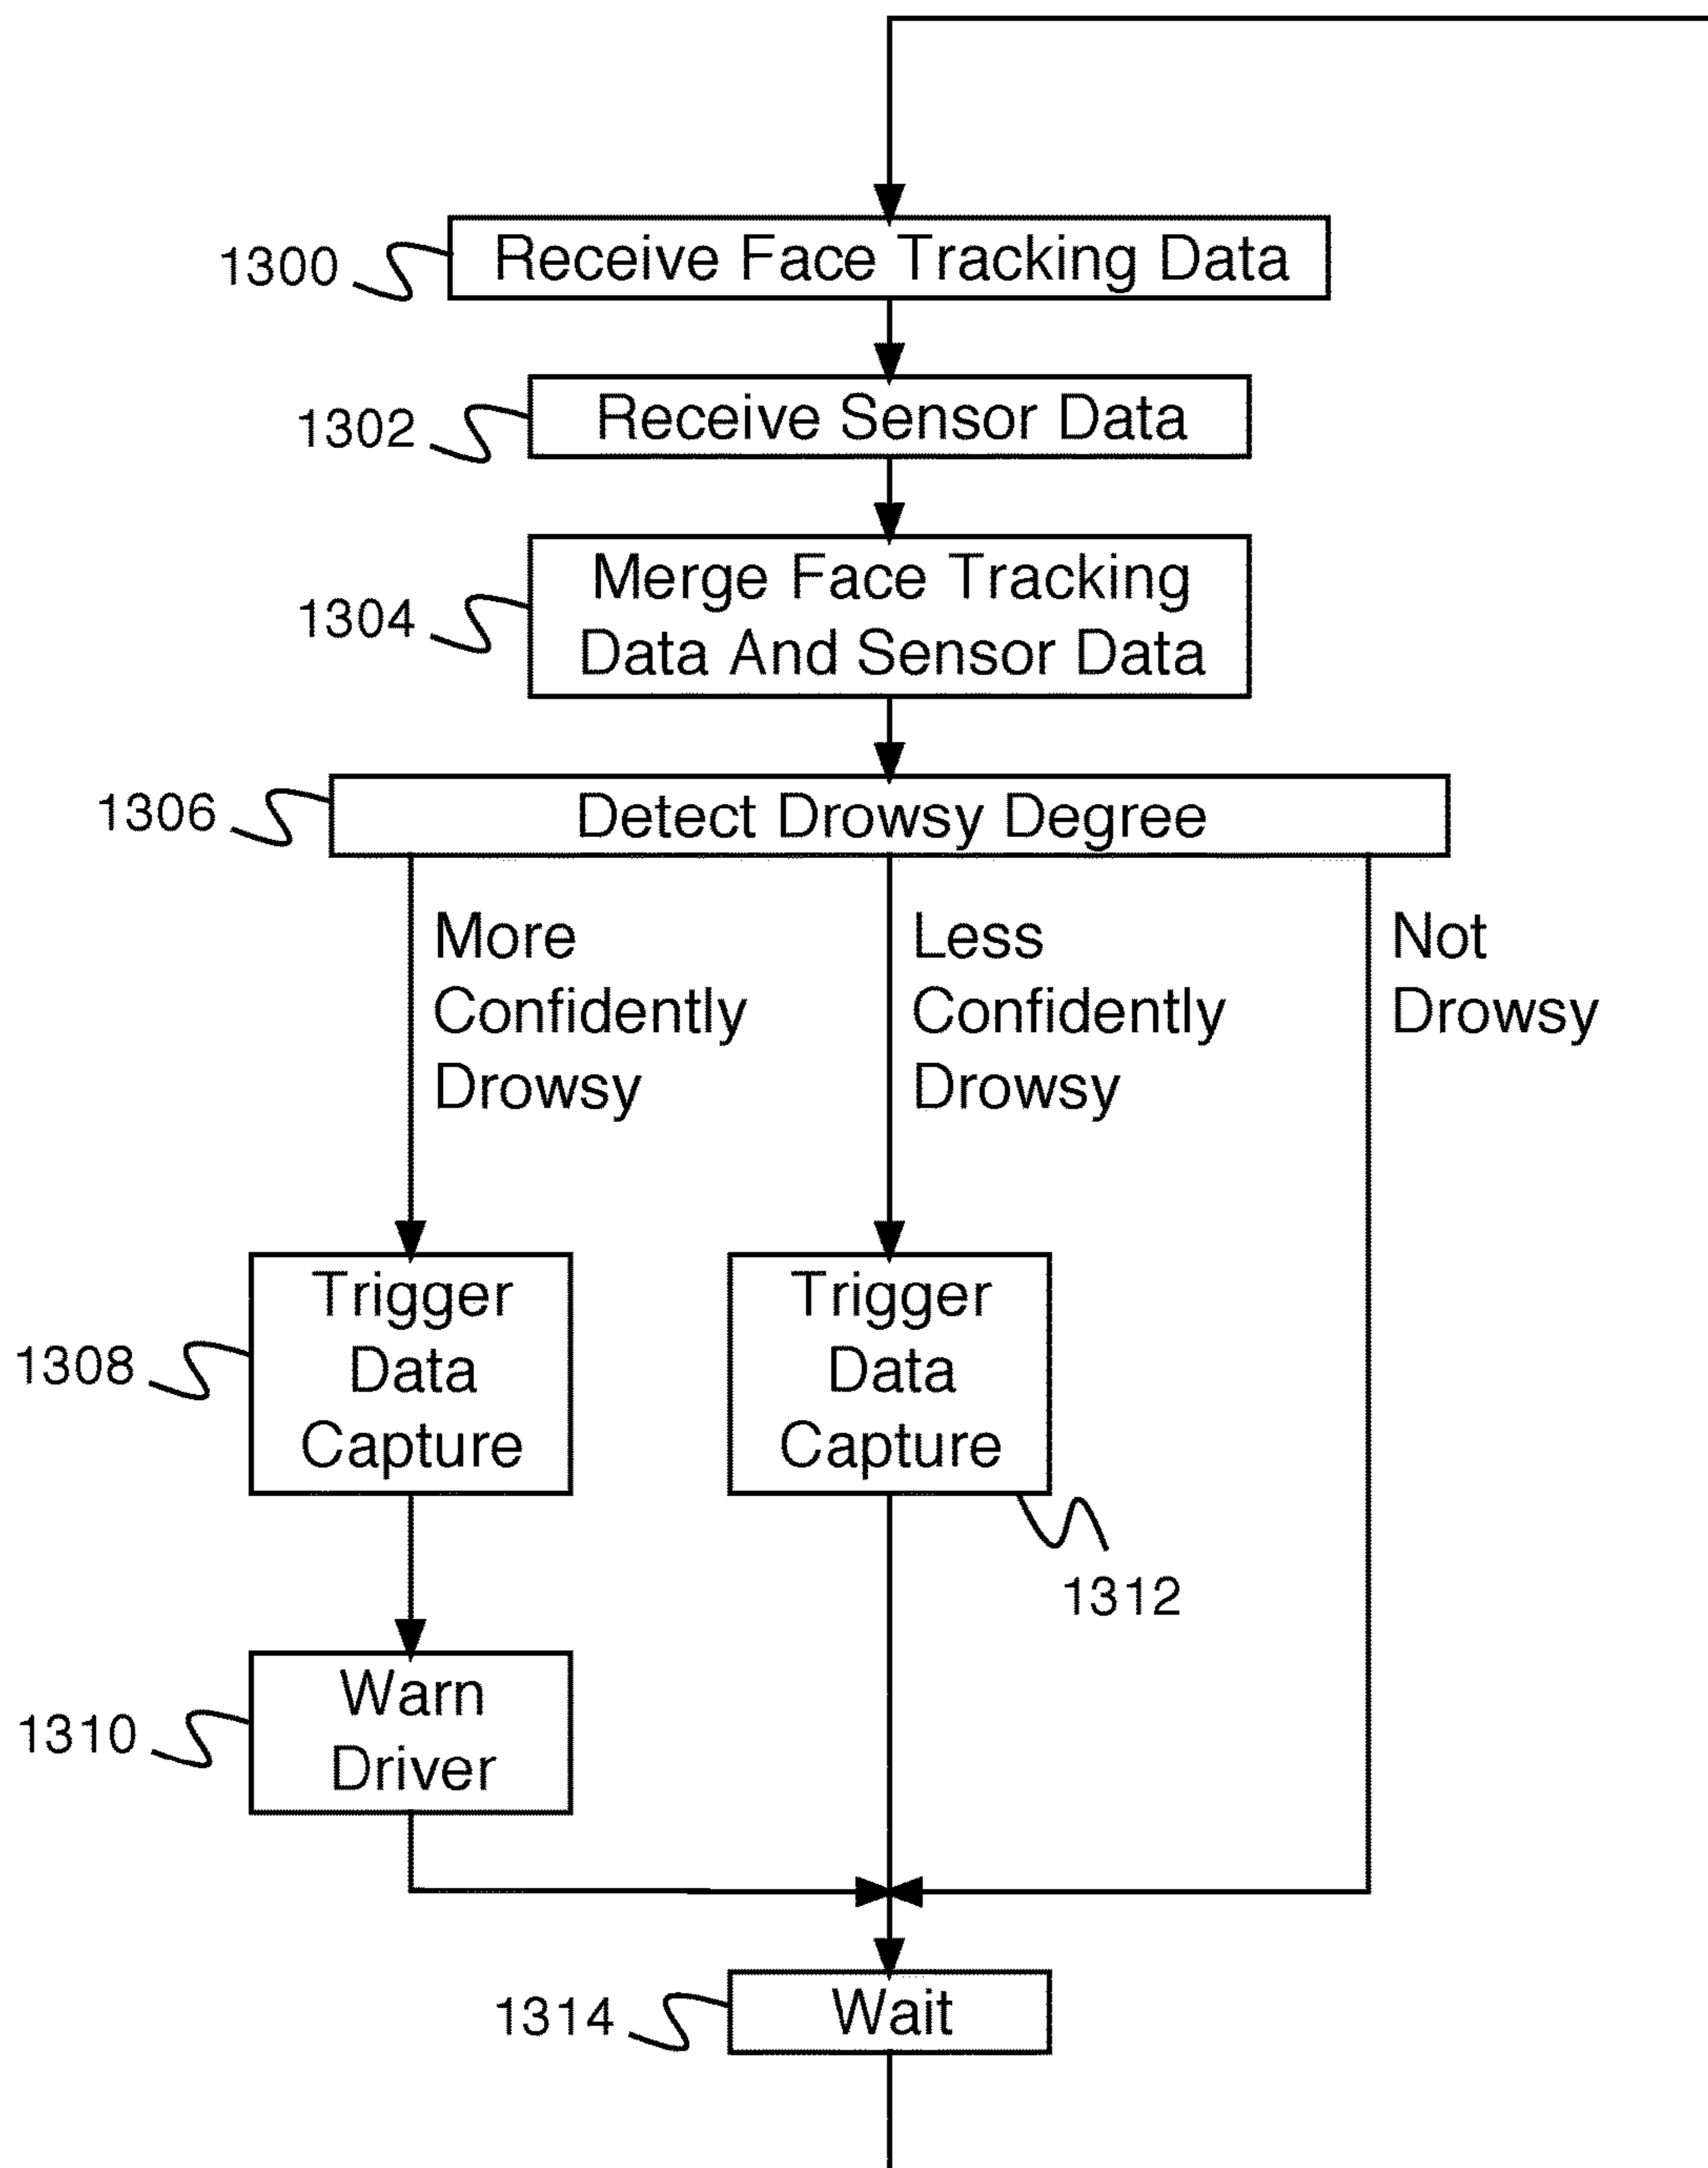 1300
Receive Face Tracking Data
1302
Receive Sensor Data
1304
Merge Face Tracking
Data And Sensor Data
1306
Detect Drowsy Degree
More
Confidently
Drowsy
Less
Confidently
Drowsy
Not
Drowsy
1308
Trigger
Data
Capture
Trigger
Data
Capture
1312
1310
Warn
Driver
1314
Wait